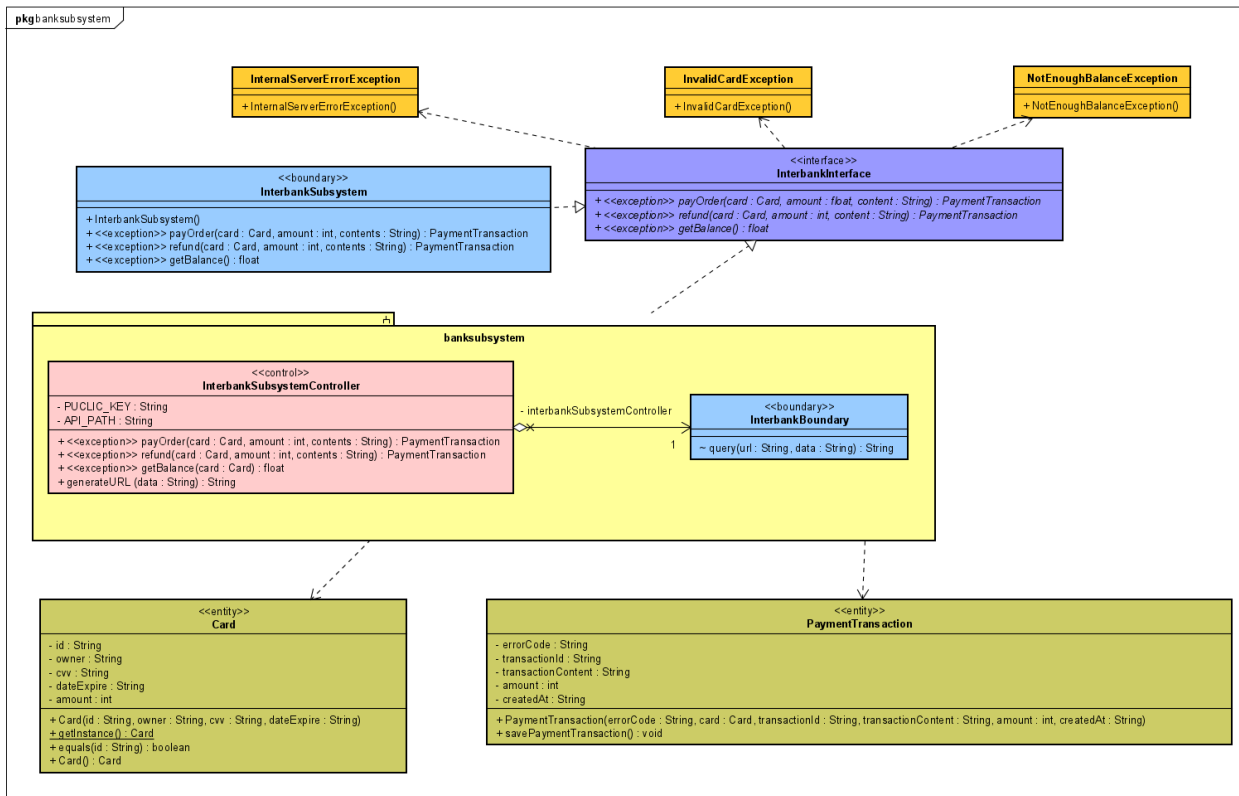 pkg banksubsystem
InternalServerErrorException
+ InternalServerErrorException()
InvalidCardException
+ InvalidCardException()
NotEnoughBalanceException
+ NotEnoughBalanceException()
<<interface>>
InterbankInterface
+ <<exception>> payOrder(card : Card, amount : float, content : String) : PaymentTransaction
+ <<exception>> refund(card : Card, amount : int, content : String) : PaymentTransaction
+ <<exception>> getBalance() : float
<<boundary>>
InterbankSubsystem
+ InterbankSubsystem()
+ <<exception>> payOrder(card : Card, amount : int, contents : String) : PaymentTransaction
+ <<exception>> refund(card : Card, amount : int, contents : String) : PaymentTransaction
+ <<exception>> getBalance() : float
banksubsystem
<<control>>
InterbankSubsystemController
- PUCLIC_KEY : String
- API_PATH : String
+ <<exception>> payOrder(card : Card, amount : int, contents : String) : PaymentTransaction
+ <<exception>> refund(card : Card, amount : int, contents : String) : PaymentTransaction
+ <<exception>> getBalance(card : Card) : float
+ generateURL (data : String) : String
- interbankSubsystemController
1
<<boundary>>
InterbankBoundary
~ query(url : String, data : String) : String
<<entity>>
Card
- id : String
- owner : String
- cvv : String
- dateExpire : String
- amount : int
+ Card(id : String, owner : String, cvv : String, dateExpire : String)
+ getInstance() : Card
+ equals(id : String) : boolean
+ Card() : Card
<<entity>>
PaymentTransaction
- errorCode : String
- transactionId : String
- transactionContent : String
- amount : int
- createdAt : String
+ PaymentTransaction(errorCode : String, card : Card, transactionId : String, transactionContent : String, amount : int, createdAt : String)
+ savePaymentTransaction() : void